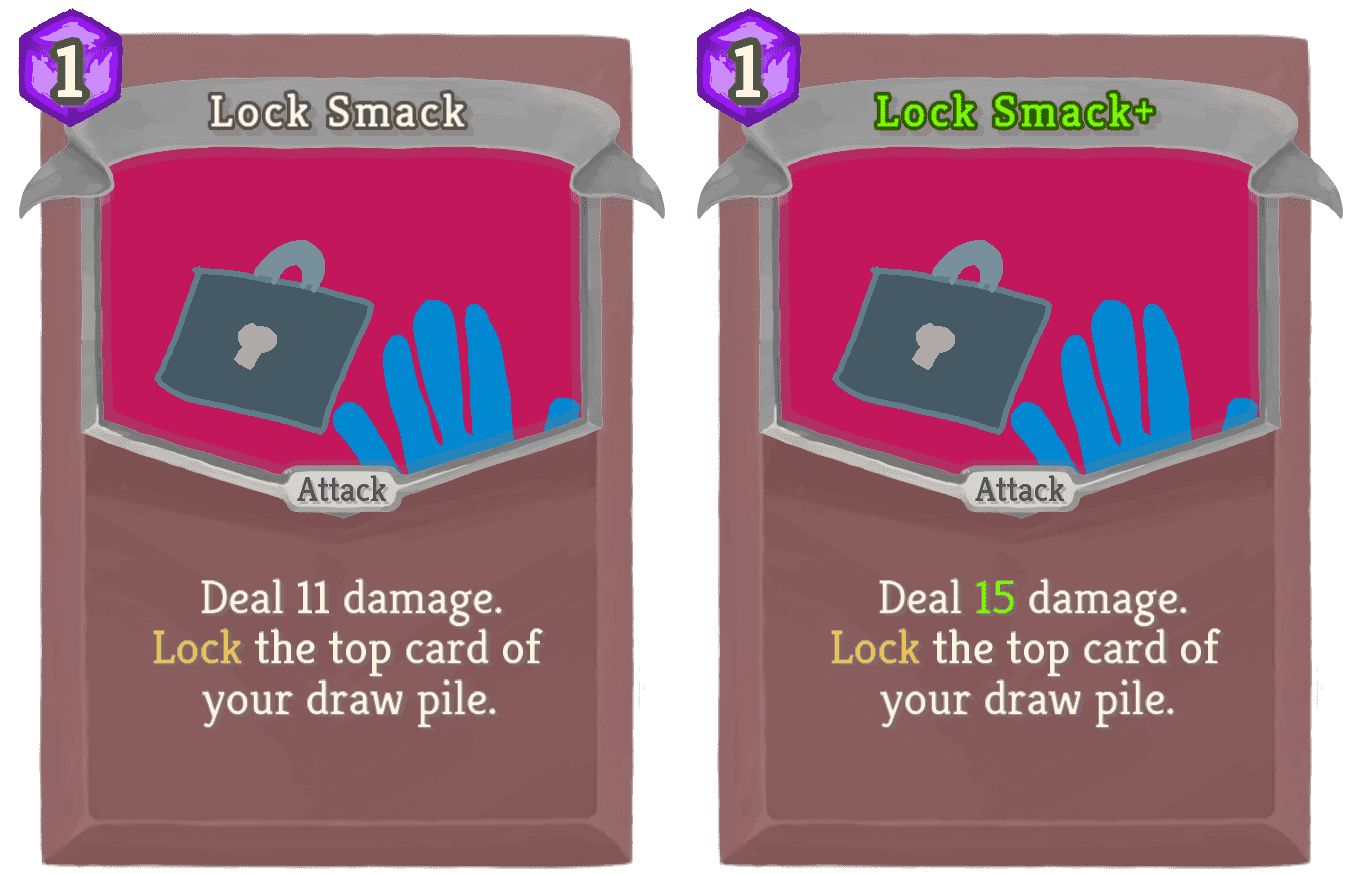 1
Lock Smack
Attack
Deal 11 damage.
Lock the top card of
your draw pile.
1
Lock Smack+
Attack
Deal 15 damage.
Lock the top card of
your draw pile.